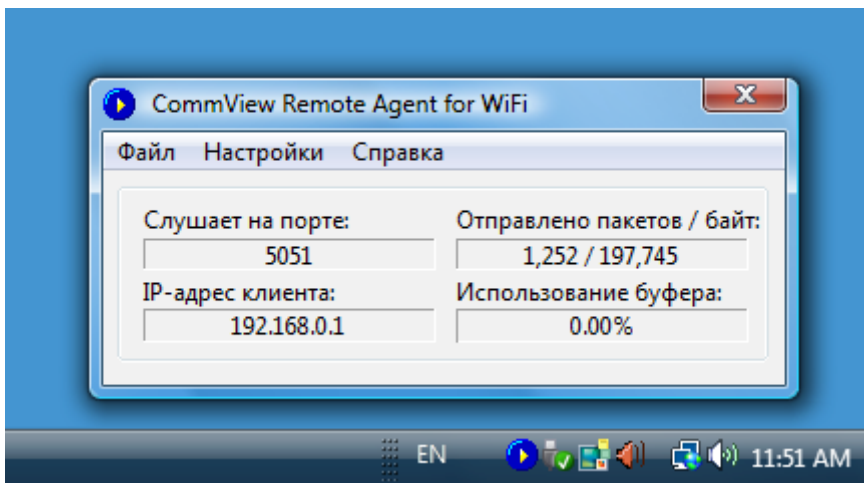 CommView Remote Agent for WiFi
Файл Настройки Справка
Слушает на порте: Отправлено пакетов / байт:
5051 1,252 / 197,745
IP-адрес клиента: Использование буфера:
192.168.0.1 0.00%
EN 11:51 AM